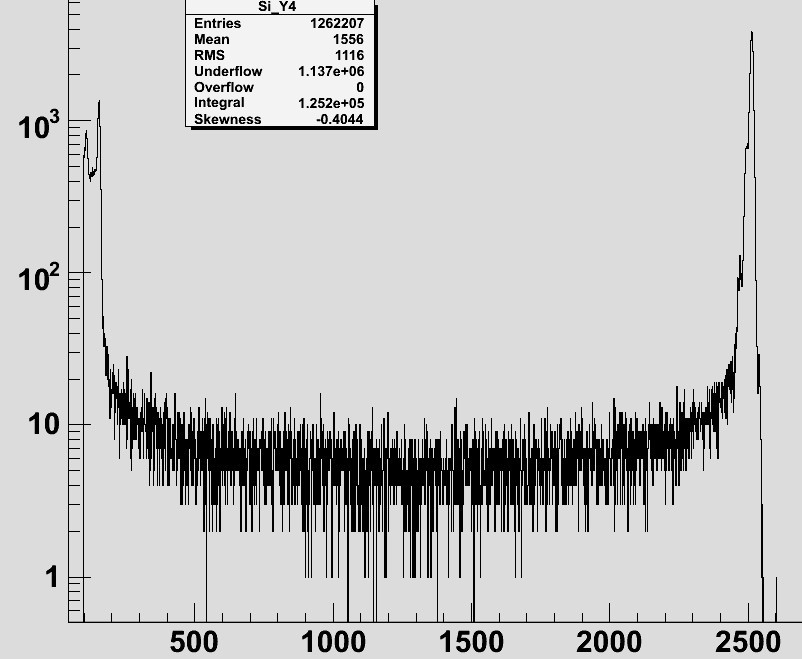 Si_Y4
Entries 1262207
Mean 1556
RMS 1116
Underflow 1.137e+06
Overflow 0
Integral 1.252e+05
Skewness -0.4044
10³
10²
10
1
500 1000 1500 2000 2500